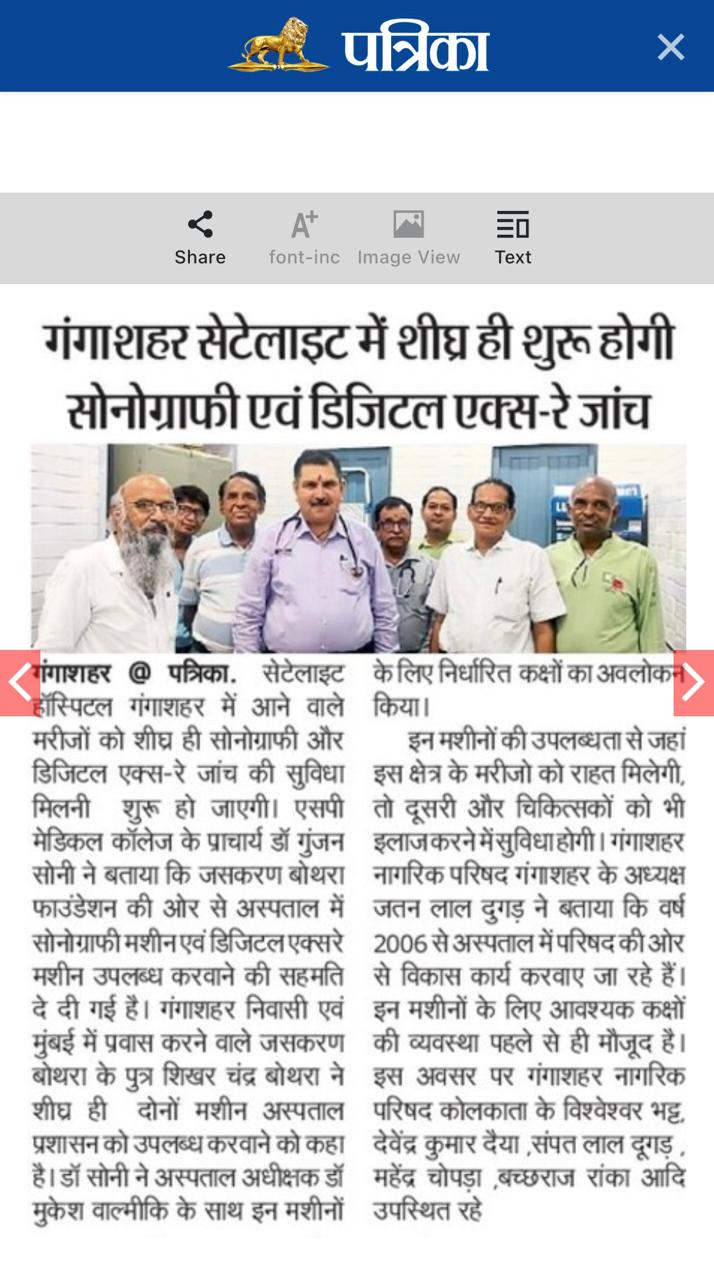 पत्रिका
Share
font-inc
Image View
Text
गंगाशहर सेटेलाइट में शीघ्र ही शुरू होगी
सोनोग्राफी एवं डिजिटल एक्स-रे जांच
गंगाशहर @ पत्रिका. सेटेलाइट
हॉस्पिटल गंगाशहर में आने वाले
मरीजों को शीघ्र ही सोनोग्राफी और
डिजिटल एक्स-रे जांच की सुविधा
मिलनी शुरू हो जाएगी। एसपी
मेडिकल कॉलेज के प्राचार्य डॉ गुंजन
सोनी ने बताया कि जसकरण बोथरा
फाउंडेशन की ओर से अस्पताल में
सोनोग्राफी मशीन एवं डिजिटल एक्सरे
मशीन उपलब्ध करवाने की सहमति
दे दी गई है। गंगाशहर निवासी एवं
मुंबई में प्रवास करने वाले जसकरण
बोथरा के पुत्र शिखर चंद्र बोथरा ने
शीघ्र ही दोनों मशीन अस्पताल
प्रशासन को उपलब्ध करवाने को कहा
है। डॉ सोनी ने अस्पताल अधीक्षक डॉ
मुकेश वाल्मीकि के साथ इन मशीनों
के लिए निर्धारित कक्षों का अवलोकन
किया।
इन मशीनों की उपलब्धता से जहां
इस क्षेत्र के मरीजो को राहत मिलेगी,
तो दूसरी और चिकित्सकों को भी
इलाज करने में सुविधा होगी। गंगाशहर
नागरिक परिषद गंगाशहर के अध्यक्ष
जतन लाल दुगड़ ने बताया कि वर्ष
2006 से अस्पताल में परिषद की ओर
से विकास कार्य करवाए जा रहे हैं।
इन मशीनों के लिए आवश्यक कक्षों
की व्यवस्था पहले से ही मौजूद है।
इस अवसर पर गंगाशहर नागरिक
परिषद कोलकाता के विश्वेश्वर भट्ट,
देवेंद्र कुमार दैया ,संपत लाल दूगड़ ,
महेंद्र चोपड़ा ,बच्छराज रांका आदि
उपस्थित रहे